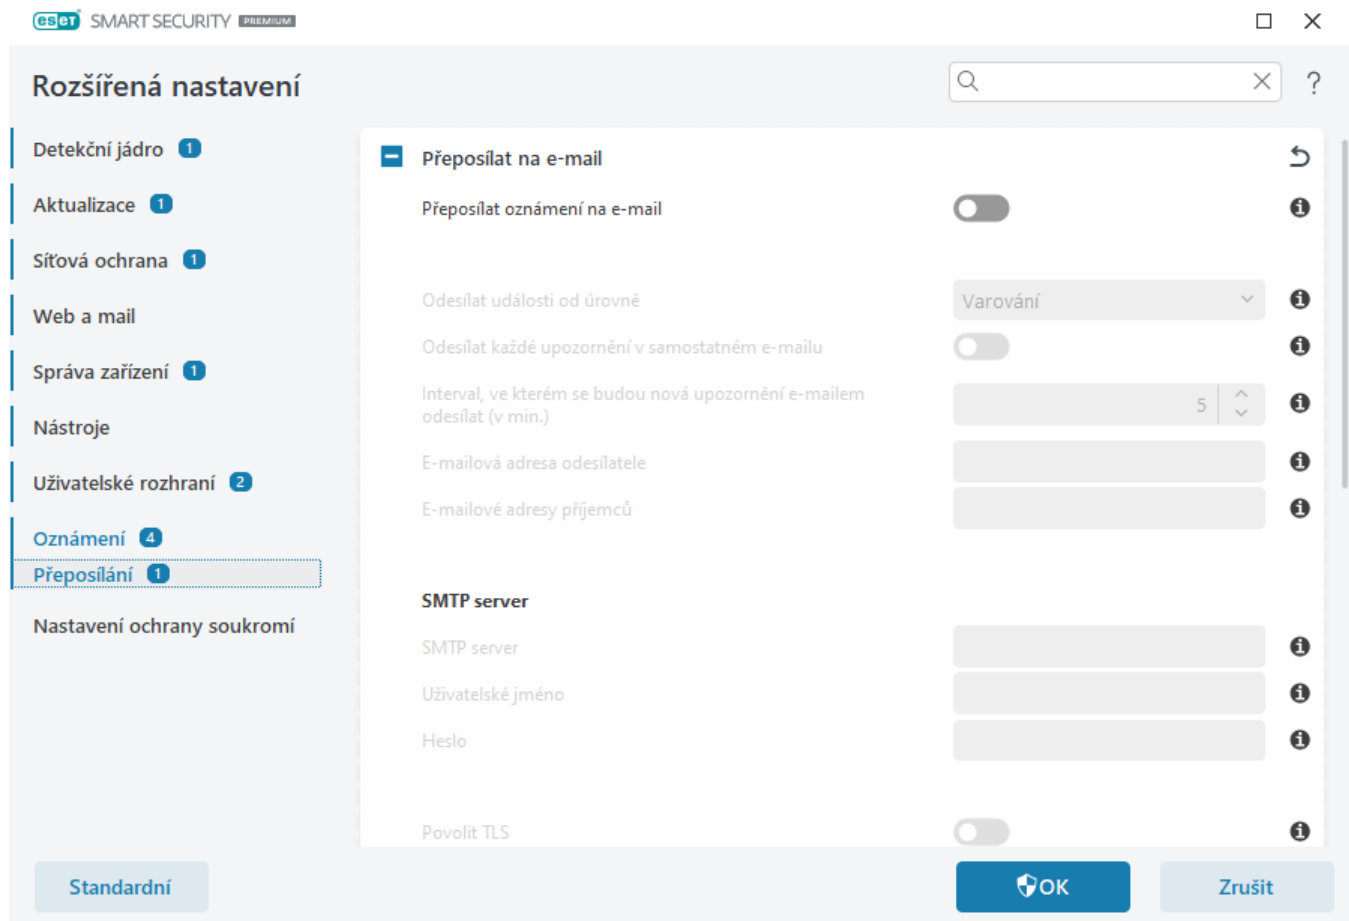 eset SMART SECURITY PREMIUM
Rozšířená nastavení
?
Detekční jádro 1
Aktualizace 1
Síťová ochrana 1
Web a mail
Správa zařízení 1
Nástroje
Uživatelské rozhraní 2
Oznámení 4
Přeposílání 1
Nastavení ochrany soukromí
Přeposílat na e-mail
Přeposílat oznámení na e-mail
Odesílat události od úrovně
Varování
Odesílat každé upozornění v samostatném e-mailu
Interval, ve kterém se budou nová upozornění e-mailem
odesílat (v min.)
5
E-mailová adresa odesílatele
E-mailové adresy příjemců
SMTP server
SMTP server
Uživatelské jméno
Heslo
Povolit TLS
Standardní
OK
Zrušit